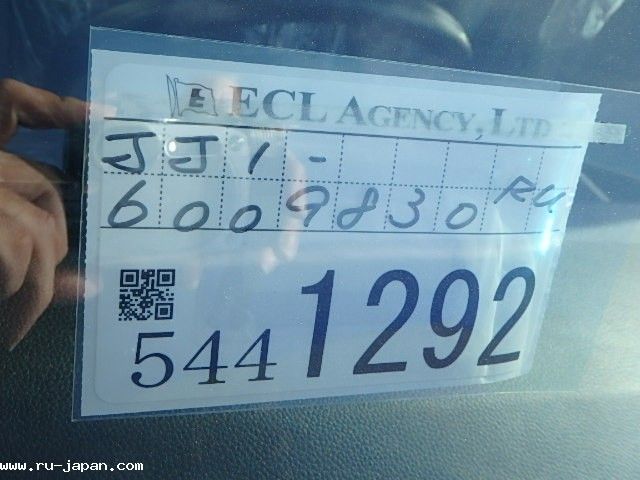 E ECL AGENCY, LTD
JJ1-
6009830 RU
5441292
www.ru-japan.com